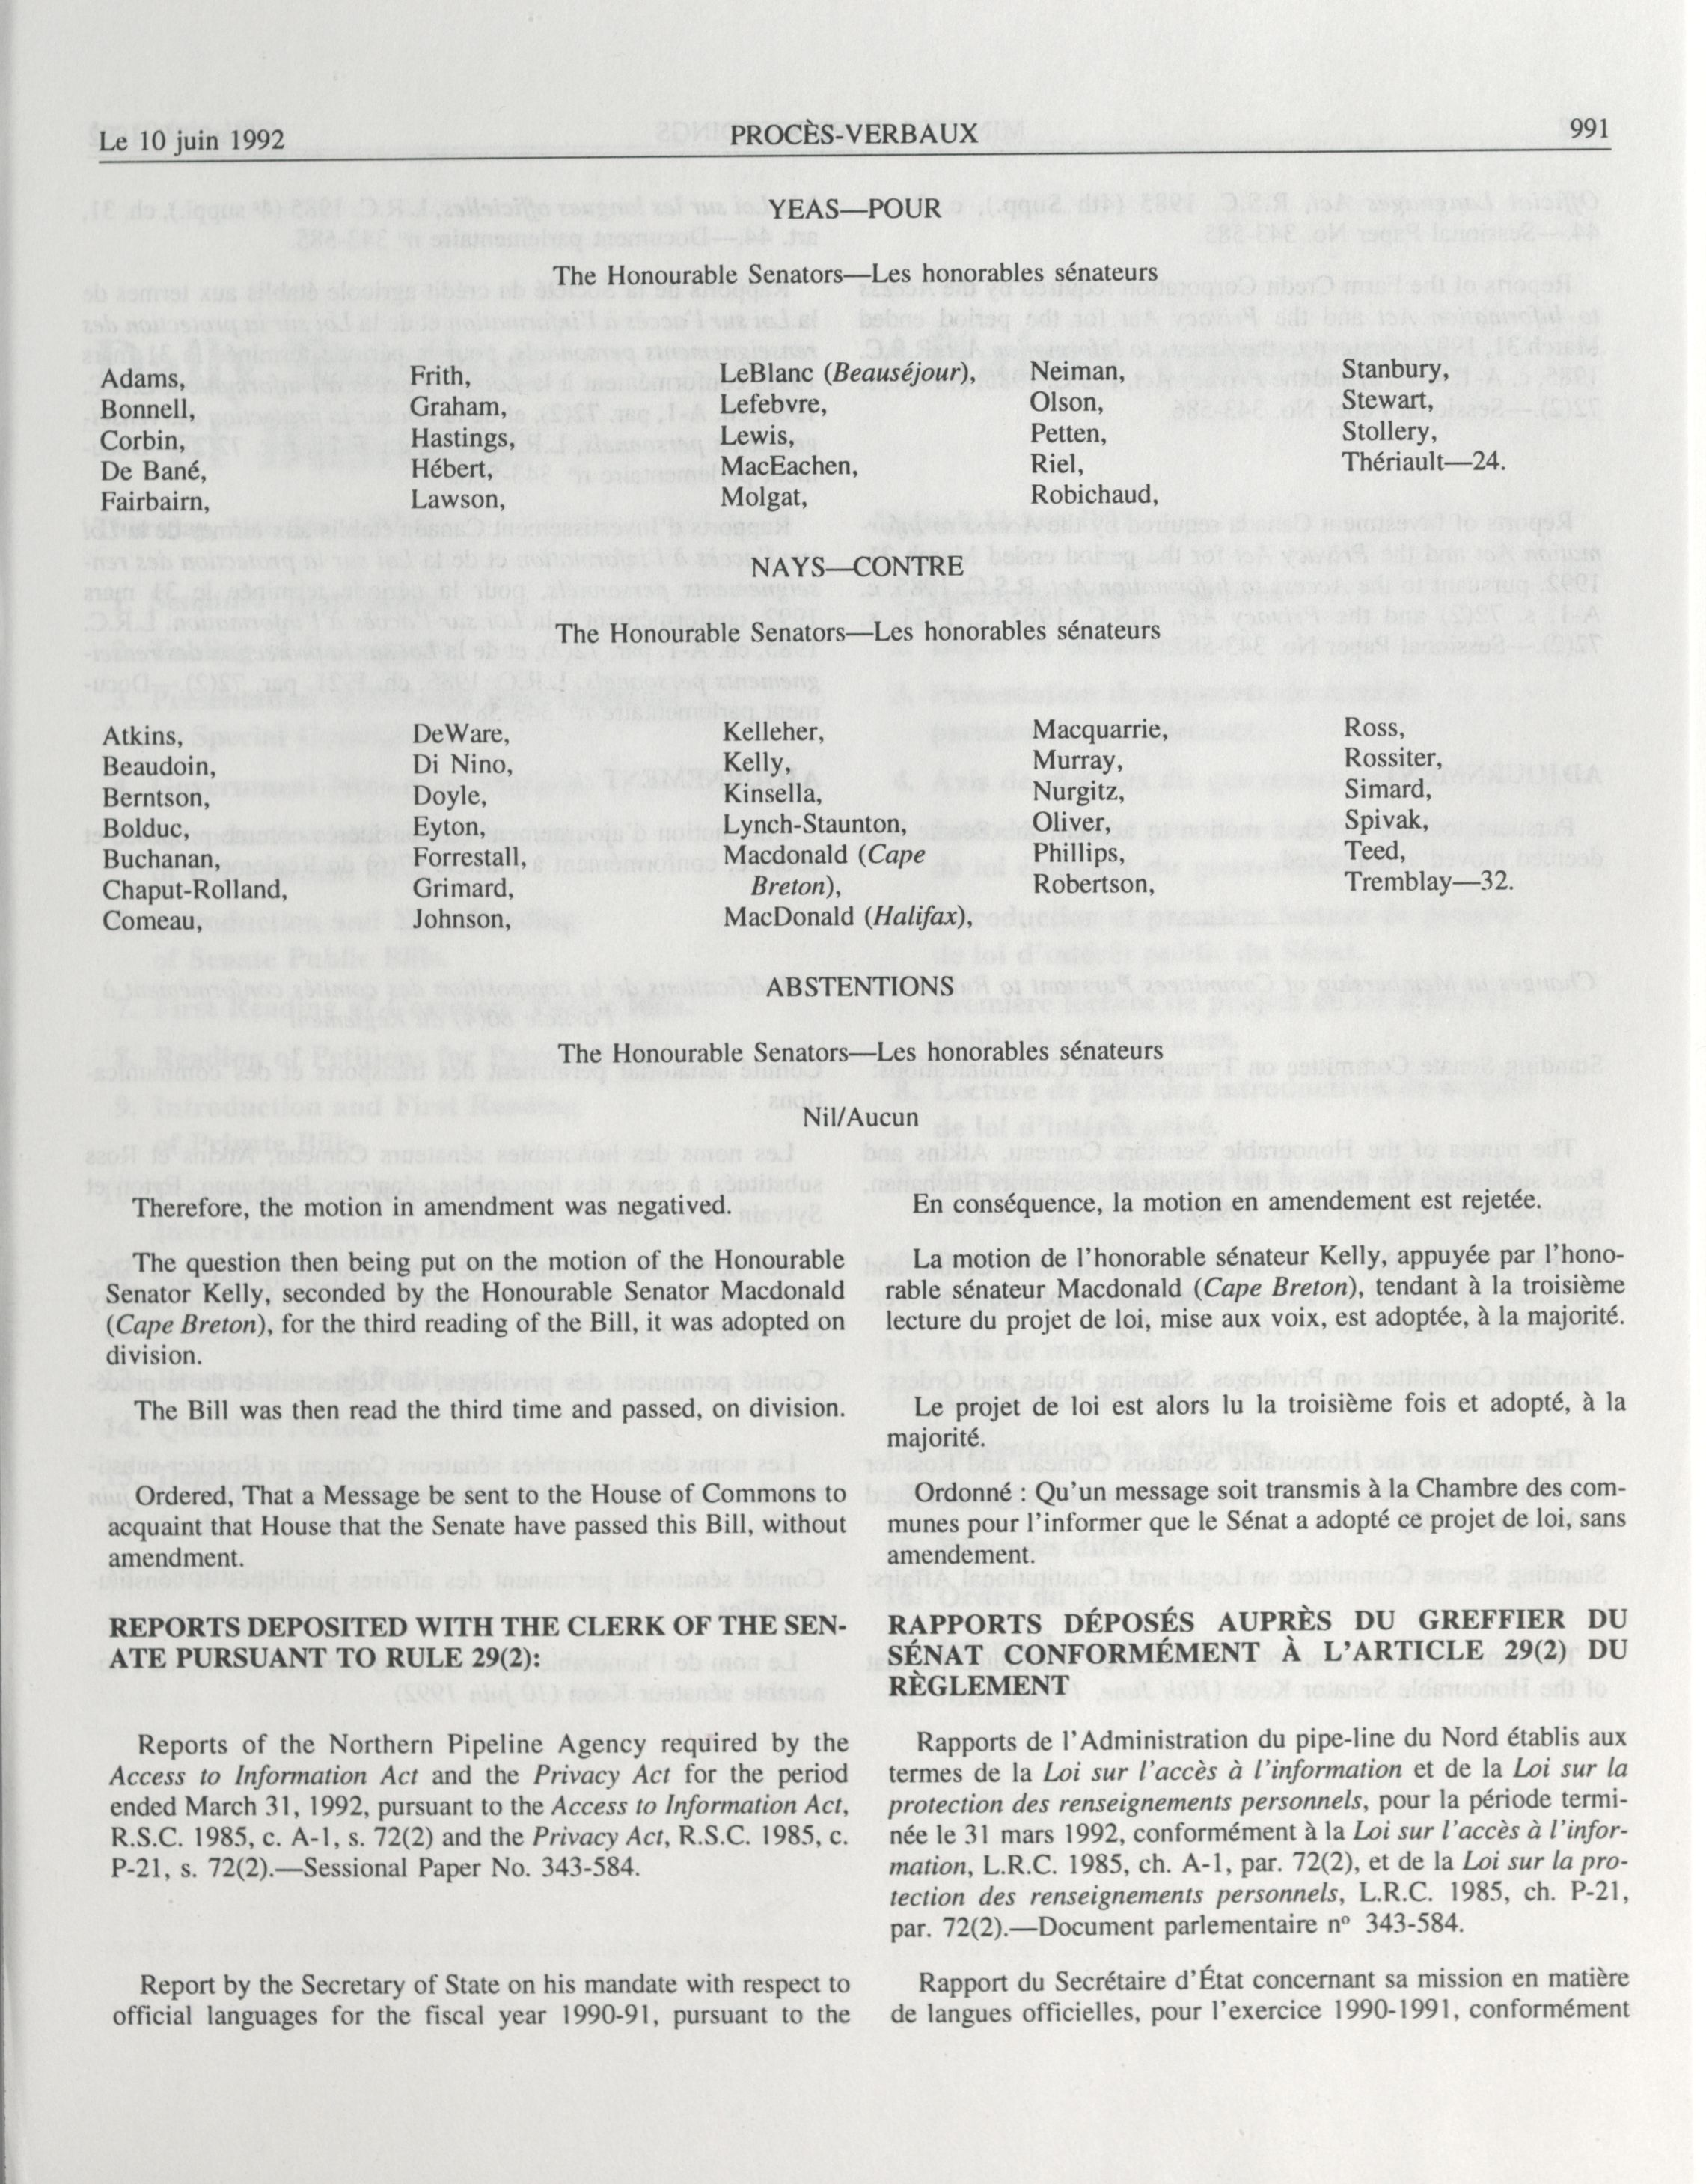 Le 10 juin 1992 PROCÈS-VERBAUX 991
YEAS—POUR
The Honourable Senators—Les honorables sénateurs
Adams, Frith, LeBlanc (Beauséjour), Neiman, Stanbury,
Bonnell, Graham, Lefebvre, Olson, Stewart,
Corbin, Hastings, Lewis, Petten, Stollery,
De Bané, Hébert, MacEachen, Riel, Thériault—24.
Fairbairn, Lawson, Molgat, Robichaud,
NAYS—CONTRE
The Honourable Senators—Les honorables sénateurs
Atkins, DeWare, Kelleher, Macquarrie, Ross,
Beaudoin, Di Nino, Kelly, Murray, Rossiter,
Berntson, Doyle, Kinsella, Nurgitz, Simard,
Bolduc, Eyton, Lynch-Staunton, Oliver, Spivak,
Buchanan, Forrestall, Macdonald (Cape Phillips, Teed,
Chaput-Rolland, Grimard, Breton), Robertson, Tremblay—32.
Comeau, Johnson, MacDonald (Halifax),
ABSTENTIONS
The Honourable Senators—Les honorables sénateurs
Nil/Aucun
Therefore, the motion in amendment was negatived.
The question then being put on the motion of the Honourable
Senator Kelly, seconded by the Honourable Senator Macdonald
(Cape Breton), for the third reading of the Bill, it was adopted on
division.
The Bill was then read the third time and passed, on division.
Ordered, That a Message be sent to the House of Commons to
acquaint that House that the Senate have passed this Bill, without
amendment.
REPORTS DEPOSITED WITH THE CLERK OF THE SEN-
ATE PURSUANT TO RULE 29(2):
Reports of the Northern Pipeline Agency required by the
Access to Information Act and the Privacy Act for the period
ended March 31, 1992, pursuant to the Access to Information Act,
R.S.C. 1985, c. A-1, s. 72(2) and the Privacy Act, R.S.C. 1985, c.
P-21, s. 72(2).—Sessional Paper No. 343-584.
Report by the Secretary of State on his mandate with respect to
official languages for the fiscal year 1990-91, pursuant to the
En conséquence, la motion en amendement est rejetée.
La motion de l'honorable sénateur Kelly, appuyée par l'hono-
rable sénateur Macdonald (Cape Breton), tendant à la troisième
lecture du projet de loi, mise aux voix, est adoptée, à la majorité.
Le projet de loi est alors lu la troisième fois et adopté, à la
majorité.
Ordonné : Qu'un message soit transmis à la Chambre des com-
munes pour l'informer que le Sénat a adopté ce projet de loi, sans
amendement.
RAPPORTS DÉPOSÉS AUPRÈS DU GREFFIER DU
SÉNAT CONFORMÉMENT À L'ARTICLE 29(2) DU
RÈGLEMENT
Rapports de l'Administration du pipe-line du Nord établis aux
termes de la Loi sur l'accès à l'information et de la Loi sur la
protection des renseignements personnels, pour la période termi-
née le 31 mars 1992, conformément à la Loi sur l'accès à l'infor-
mation, L.R.C. 1985, ch. A-1, par. 72(2), et de la Loi sur la pro-
tection des renseignements personnels, L.R.C. 1985, ch. P-21,
par. 72(2).—Document parlementaire nº 343-584.
Rapport du Secrétaire d'État concernant sa mission en matière
de langues officielles, pour l'exercice 1990-1991, conformément